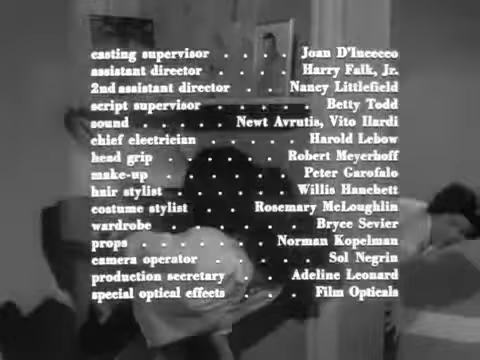 casting supervisor . . . . Joan D'Incecco
assistant director . . . . Harry Falk, Jr.
2nd assistant director . . . Nancy Littlefield
script supervisor . . . . . Betty Todd
sound . . . . . Newt Avrutis, Vito Ilardi
chief electrician . . . . . Harold Lebow
head grip . . . . . . Robert Meyerhoff
make-up . . . . . . Peter Garofalo
hair stylist . . . . . . Willis Hanchett
costume stylist . . . Rosemary McLoughlin
wardrobe . . . . . . . Bryce Sevier
props . . . . . . . Norman Kopelman
camera operator . . . . . Sol Negrin
production secretary . . . Adeline Leonard
special optical effects . . . Film Opticals